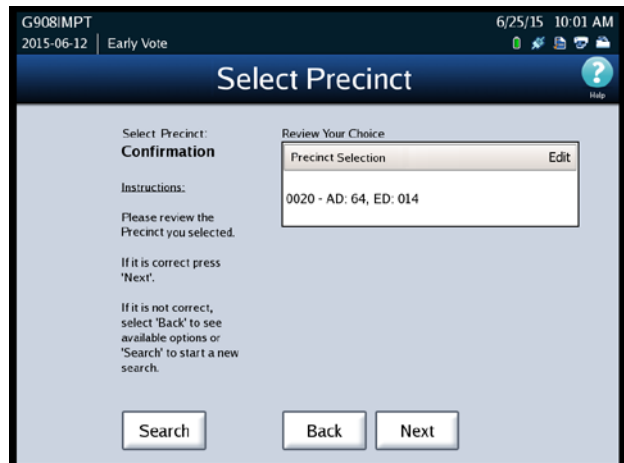 G908IMPT 6/25/15 10:01 AM
2015-06-12 | Early Vote
Select Precinct
Help
Select Precinct:
Confirmation
Instructions:
Please review the
Precinct you selected.
If it is correct press
'Next'.
If it is not correct,
select 'Back' to see
available options or
'Search' to start a new
search.
Review Your Choice
Precinct Selection Edit
0020 - AD: 64, ED: 014
Search Back Next